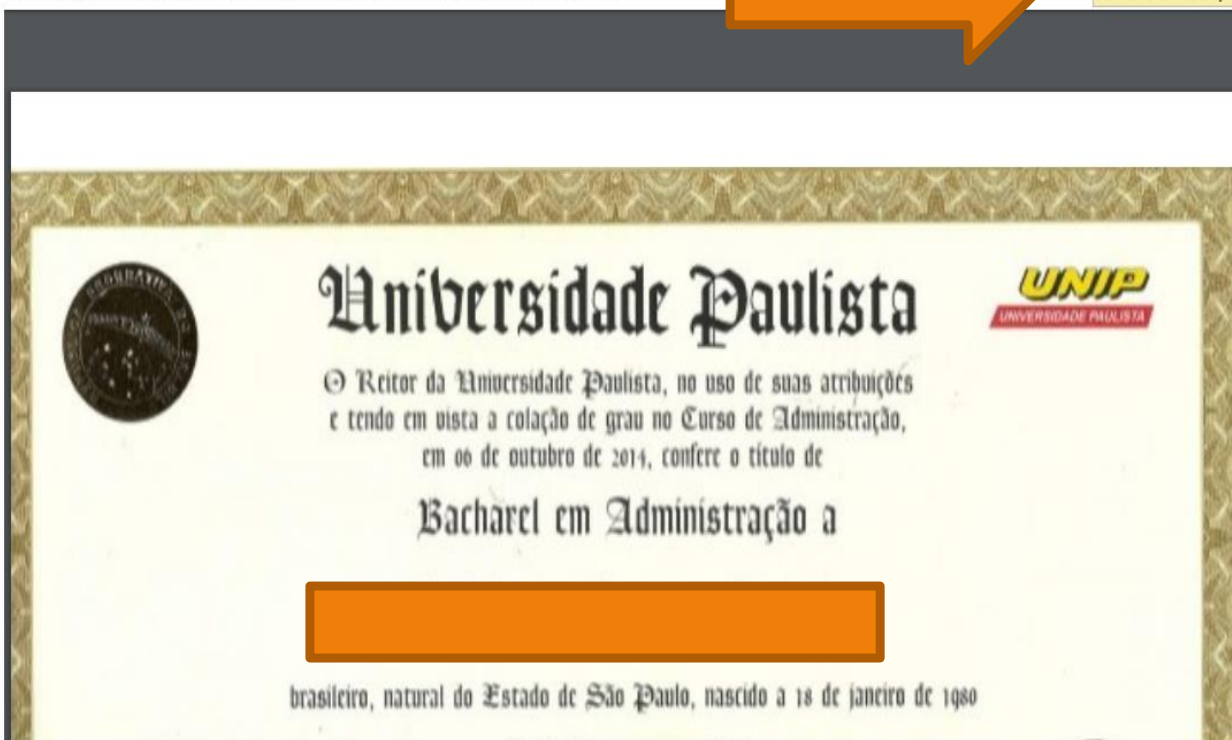 Universidade Paulista
UNIP
UNIVERSIDADE PAULISTA
O Reitor da Universidade Paulista, no uso de suas atribuições
e tendo em vista a colação de grau no Curso de Administração,
em 06 de outubro de 2014, confere o título de
Bacharel em Administração a
brasileiro, natural do Estado de São Paulo, nascido a 18 de janeiro de 1980